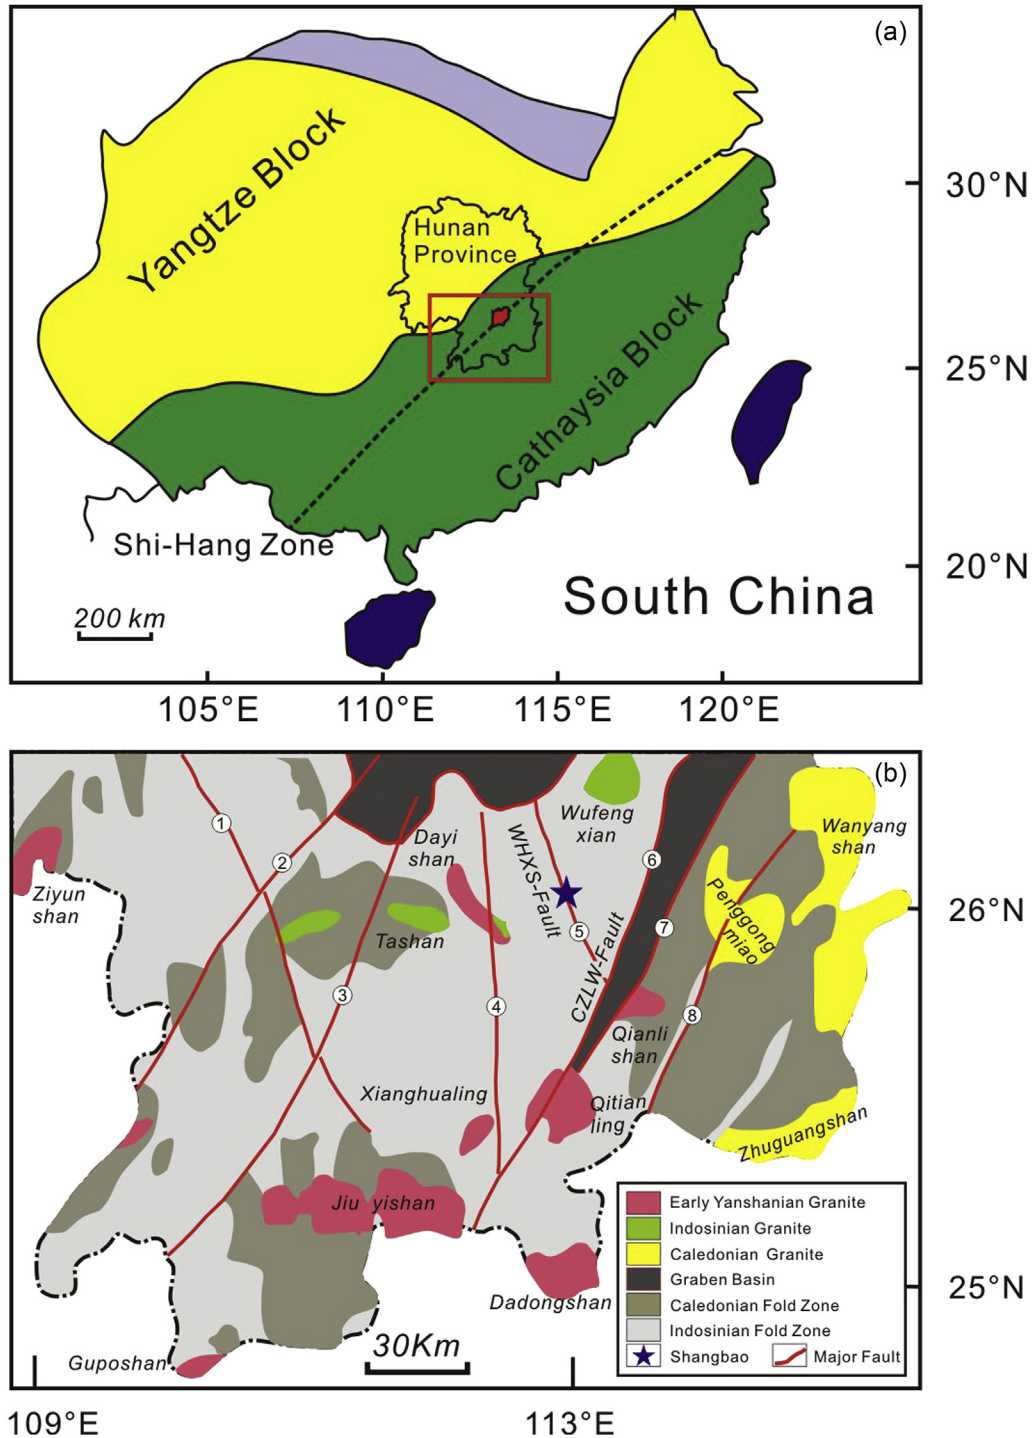 (a)
Yangtze Block
Hunan
Province
30°N
Cathaysia Block
25°N
Shi-Hang Zone
20°N
South China
200 km
105°E
110°E
115°E
120°E
(b)
Wufeng
xian
1
Dayi
shan
WHXS-Fault
Wanyang
shan
2
6
Ziyun
shan
Penggong
miao
26°N
Tashan
5
7
CZLW-Fault
3
4
8
Qianli
shan
Xianghualing
Qitian
ling
Zhuguangshan
Jiu yishan
Early Yanshanian Granite
Indosinian Granite
Caledonian Granite
Graben Basin
Caledonian Fold Zone
Indosinian Fold Zone
Shangbao
Major Fault
25°N
Dadongshan
30Km
Guposhan
109°E
113°E